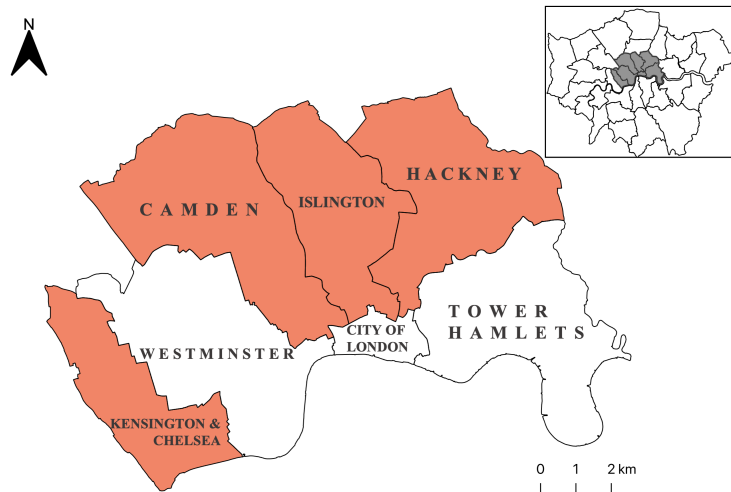 N
HACKNEY
ISLINGTON
CAMDEN
TOWER
HAMLETS
CITY OF
LONDON
WESTMINSTER
KENSINGTON &
CHELSEA
0 1 2 km